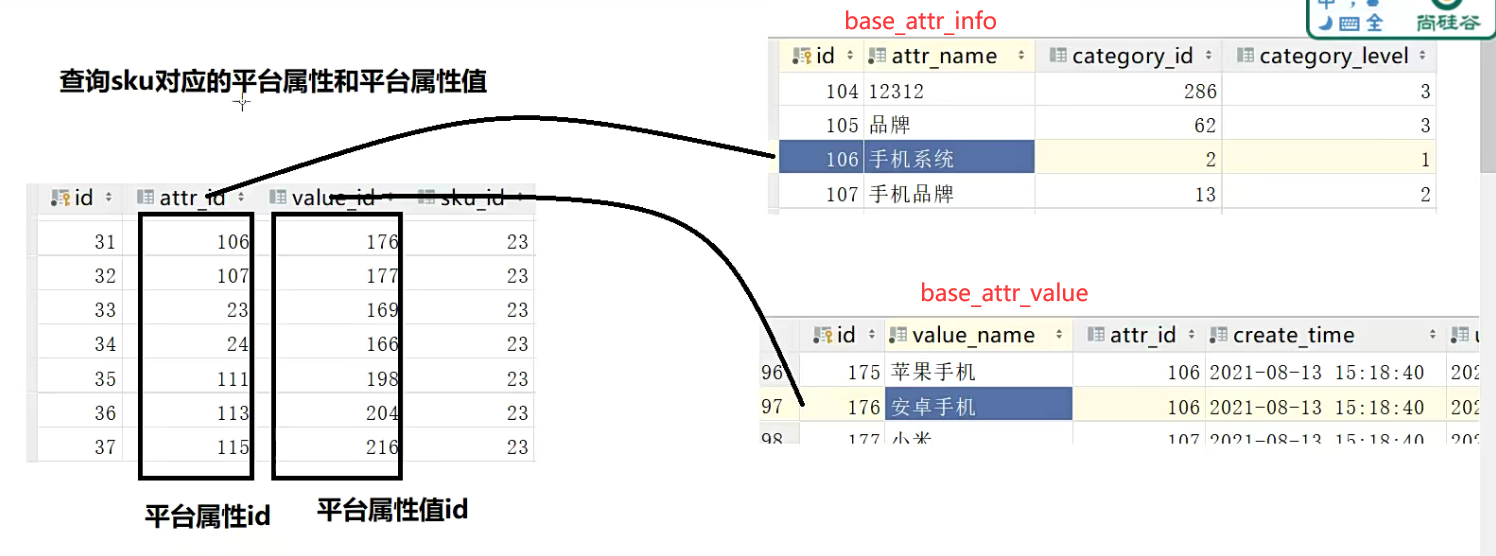 base_attr_info
中 ,
全 尚硅谷
查询sku对应的平台属性和平台属性值
id attr_name category_id category_level
104 12312 286 3
105 品牌 62 3
106 手机系统 2 1
107 手机品牌 13 2
id attr_id value_id sku_id
31 106 176 23
32 107 177 23
33 23 169 23
34 24 166 23
35 111 198 23
36 113 204 23
37 115 216 23
平台属性id
平台属性值id
base_attr_value
id value_name attr_id create_time u
96 175 苹果手机 106 2021-08-13 15:18:40 202
97 176 安卓手机 106 2021-08-13 15:18:40 202
98 177 小米 107 2021-08-13 15:18:40 202